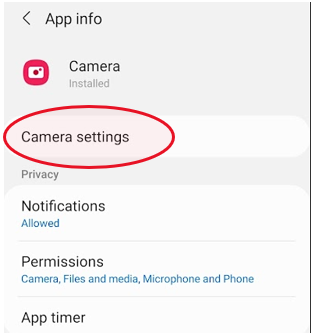 App info
Camera
Installed
Camera settings
Privacy
Notifications
Allowed
Permissions
Camera, Files and media, Microphone and Phone
App timer